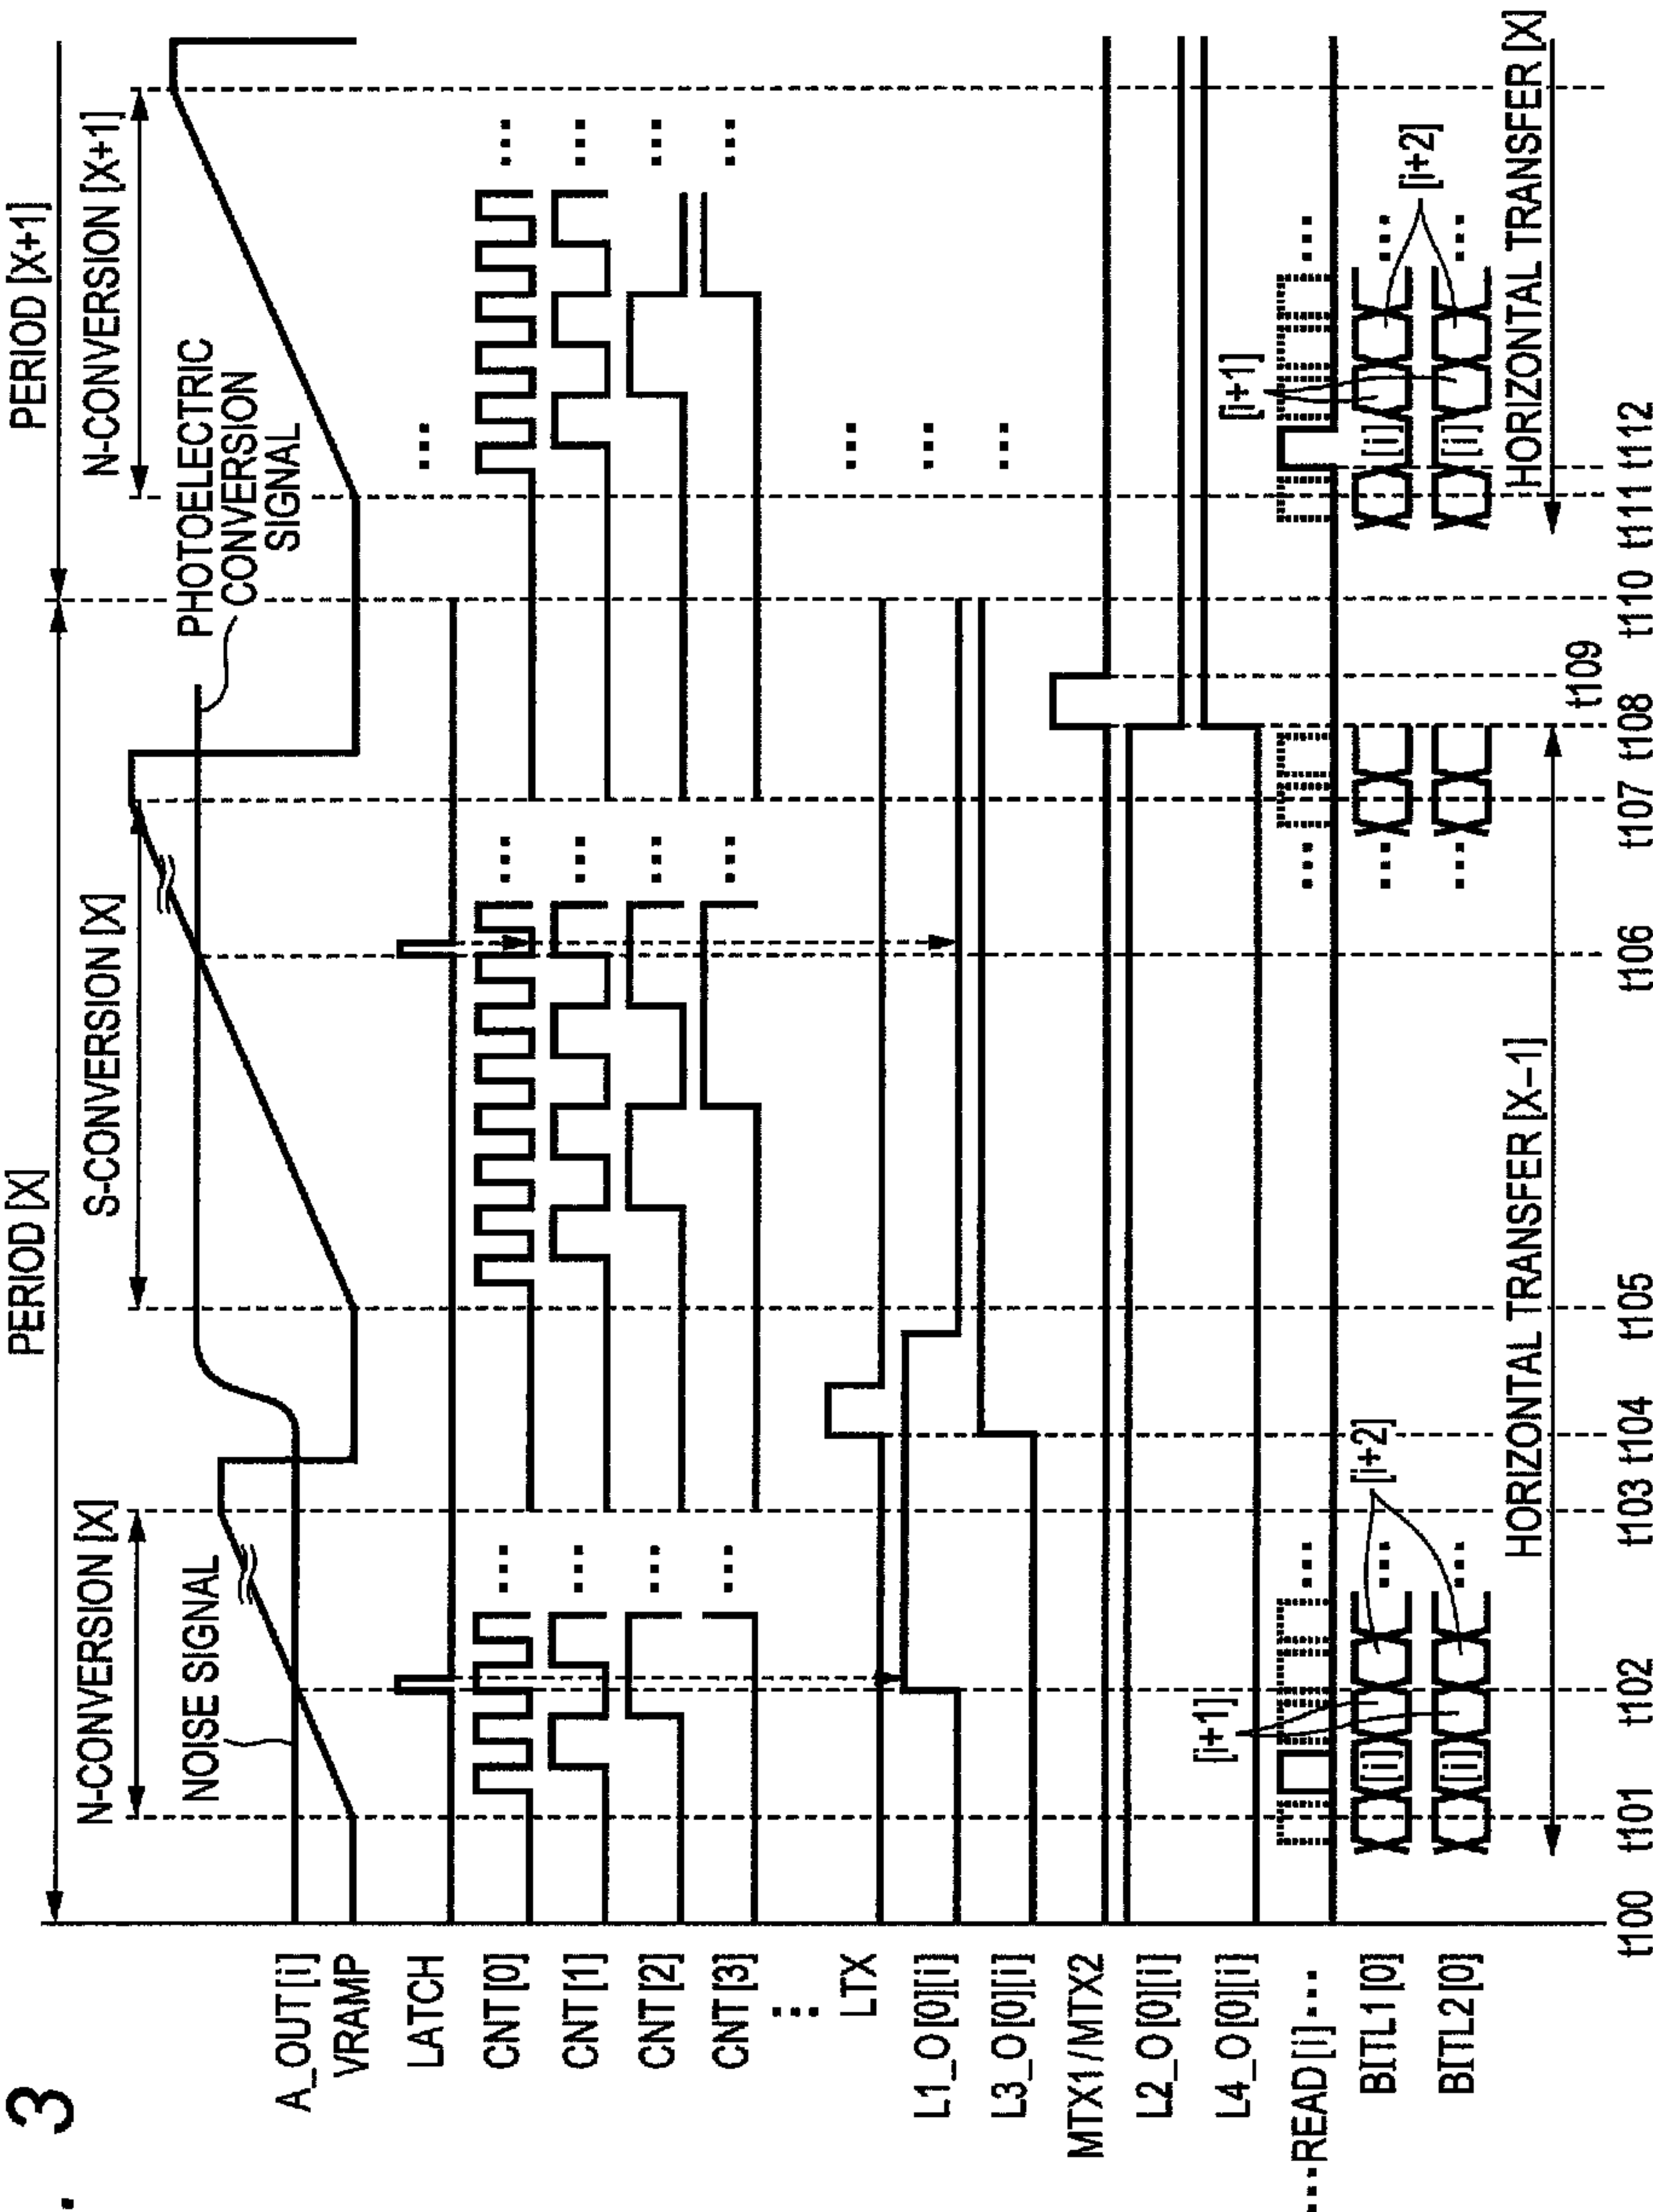 . 3
PERIOD [X]
PERIOD [X+1]
N-CONVERSION [X]
S-CONVERSION [X]
N-CONVERSION [X+1]
NOISE SIGNAL
PHOTOELECTRIC
CONVERSION
SIGNAL
A_OUT[i]
VRAMP
LATCH
...
CNT[0]
... ... ...
CNT[1]
... ... ...
CNT[2]
... ... ...
CNT[3]
... ... ...
...
LTX
...
L1_O[0][i]
...
L3_O[0][i]
...
MTX1/MTX2
L2_O[0][i]
L4_O[0][i]
[i+1]
[i+2]
[i+1]
[i+2]
...READ[i]...
... ... ...
BITL1[0]
[i] ... ... [i] ...
BITL2[0]
[i] ... ... [i] ...
HORIZONTAL TRANSFER [X-1]
HORIZONTAL TRANSFER [X]
t109
t100 t101 t102 t103 t104 t105 t106 t107 t108 t110 t111 t112